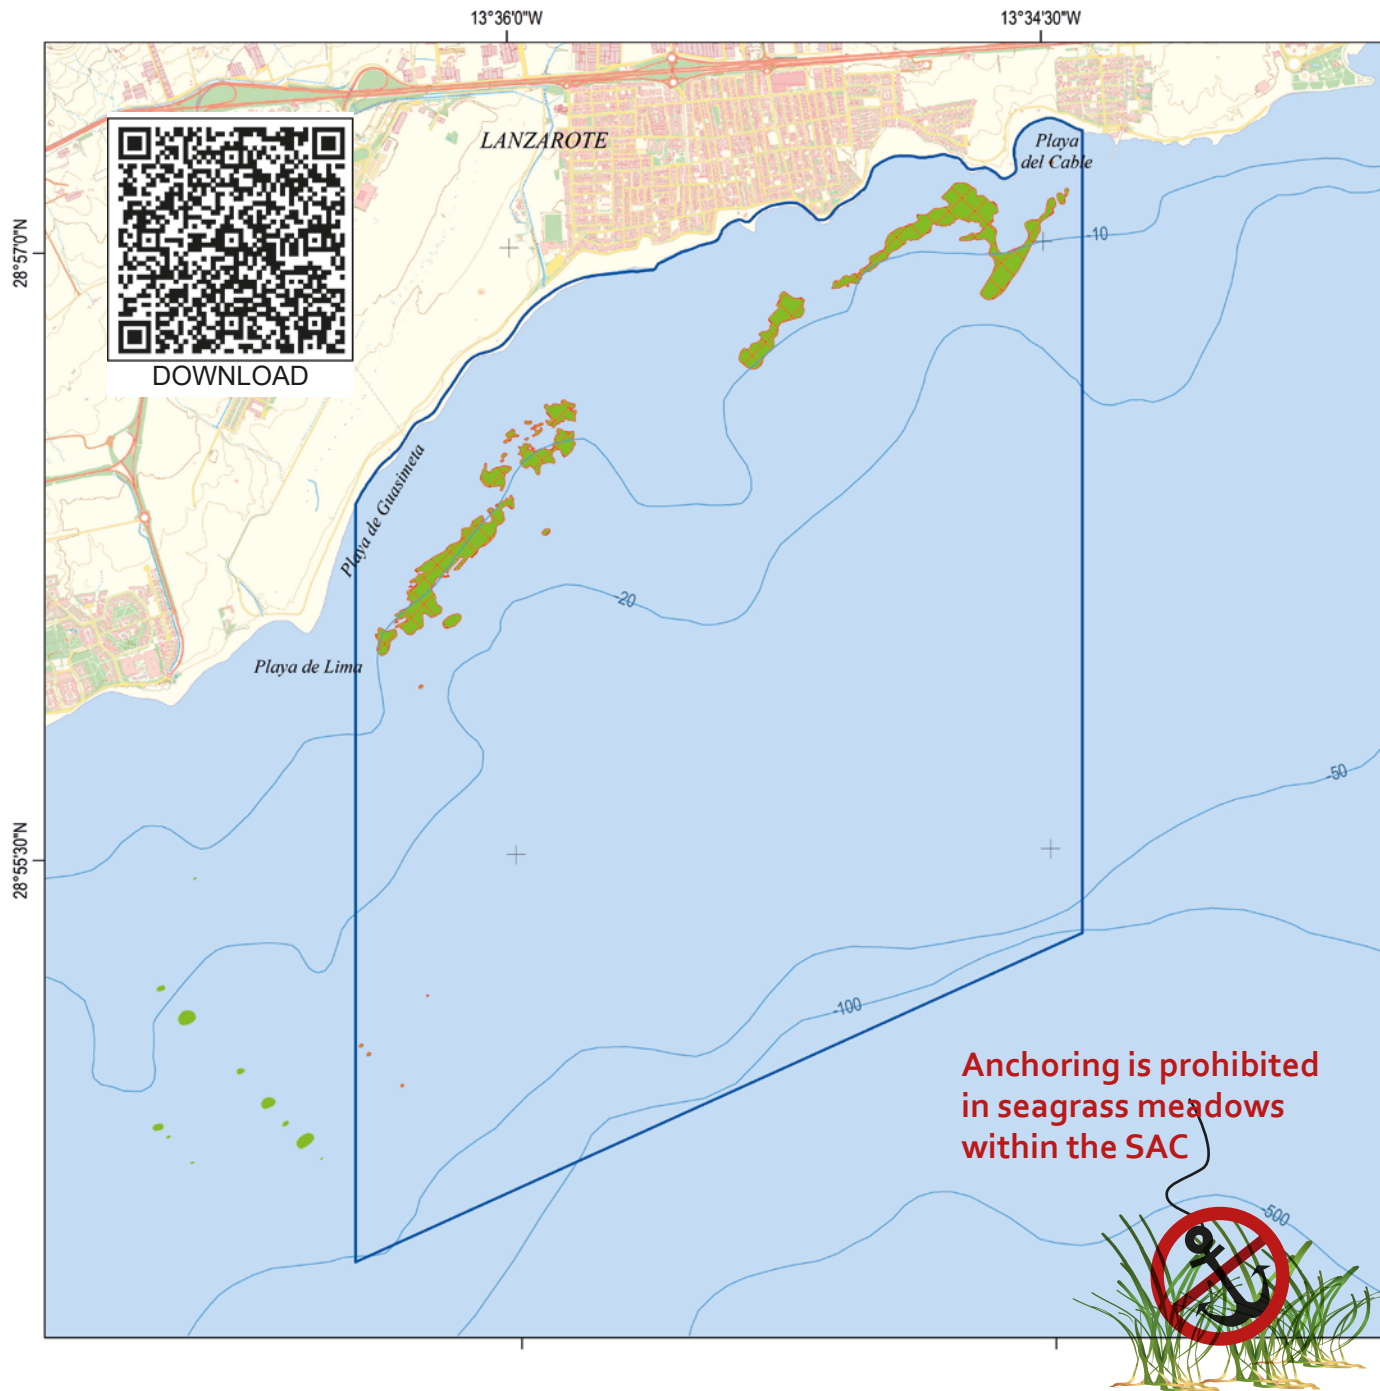 13°36'0"W
13°34'30"W
LANZAROTE
Playa
del Cable
28°57'0"N
-10
DOWNLOAD
Playa de Guasimeta
-20
Playa de Lima
-50
28°55'30"N
-100
Anchoring is prohibited
in seagrass meadows
within the SAC
-500